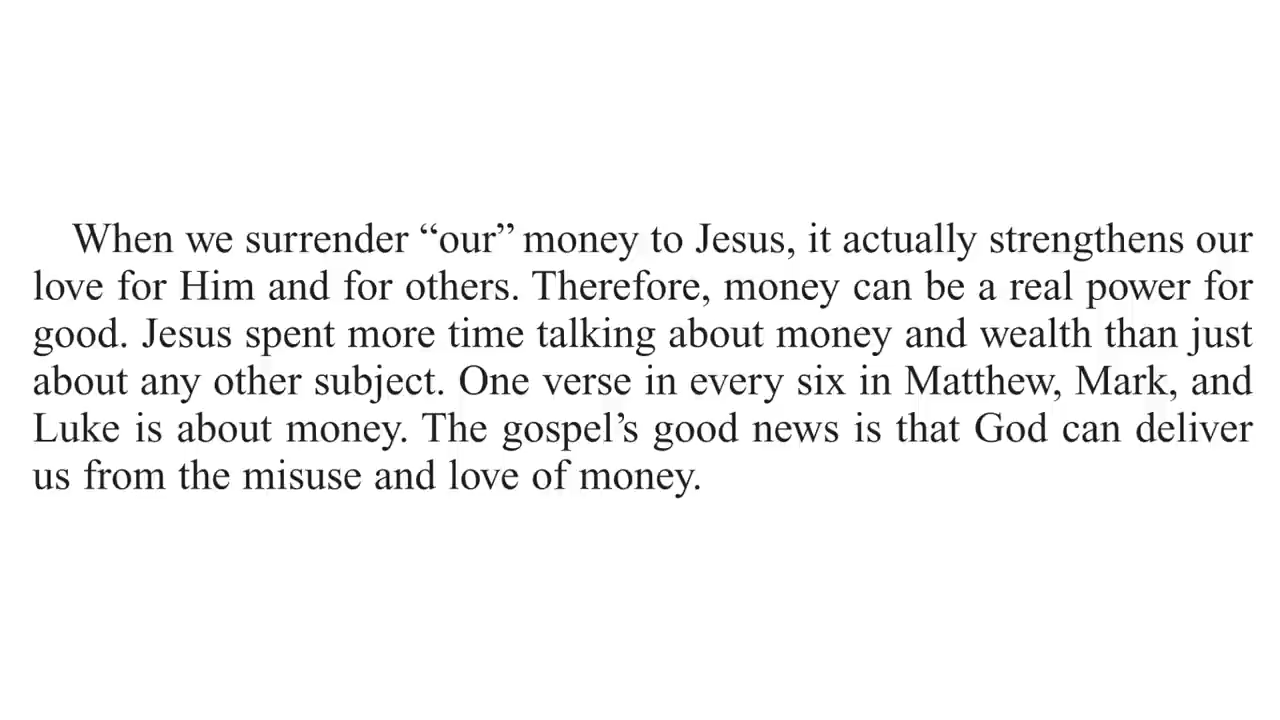 When we surrender “our” money to Jesus, it actually strengthens our
love for Him and for others. Therefore, money can be a real power for
good. Jesus spent more time talking about money and wealth than just
about any other subject. One verse in every six in Matthew, Mark, and
Luke is about money. The gospel’s good news is that God can deliver
us from the misuse and love of money.